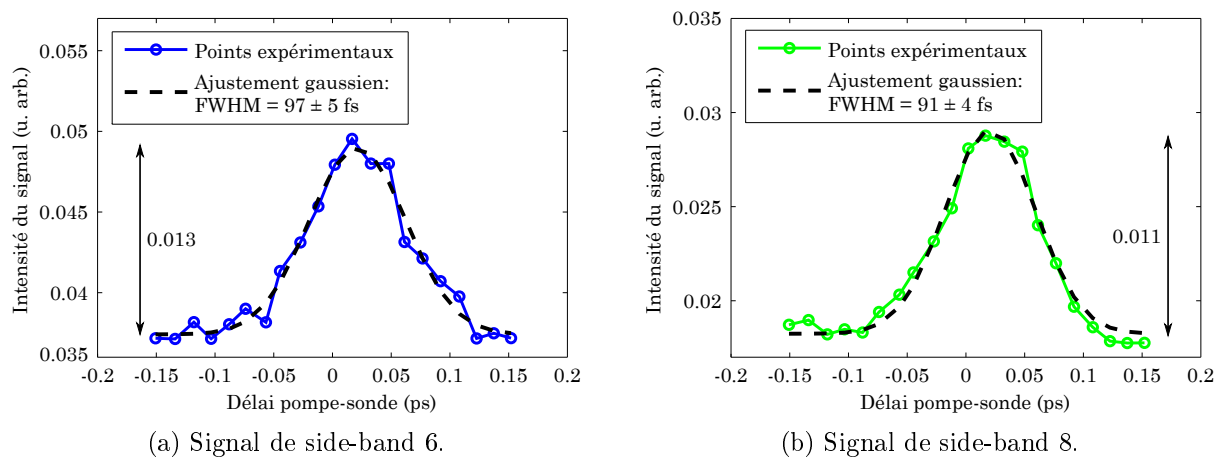 0.055
0.05
0.045
0.04
0.035
Intensité du signal (u. arb.)
Points expérimentaux
Ajustement gaussien:
FWHM = 97 ± 5 fs
0.013
-0.2 -0.15 -0.1 -0.05 0 0.05 0.1 0.15 0.2
Délai pompe-sonde (ps)
(a) Signal de side-band 6.
0.035
0.03
0.025
0.02
Intensité du signal (u. arb.)
Points expérimentaux
Ajustement gaussien:
FWHM = 91 ± 4 fs
0.011
-0.2 -0.15 -0.1 -0.05 0 0.05 0.1 0.15 0.2
Délai pompe-sonde (ps)
(b) Signal de side-band 8.